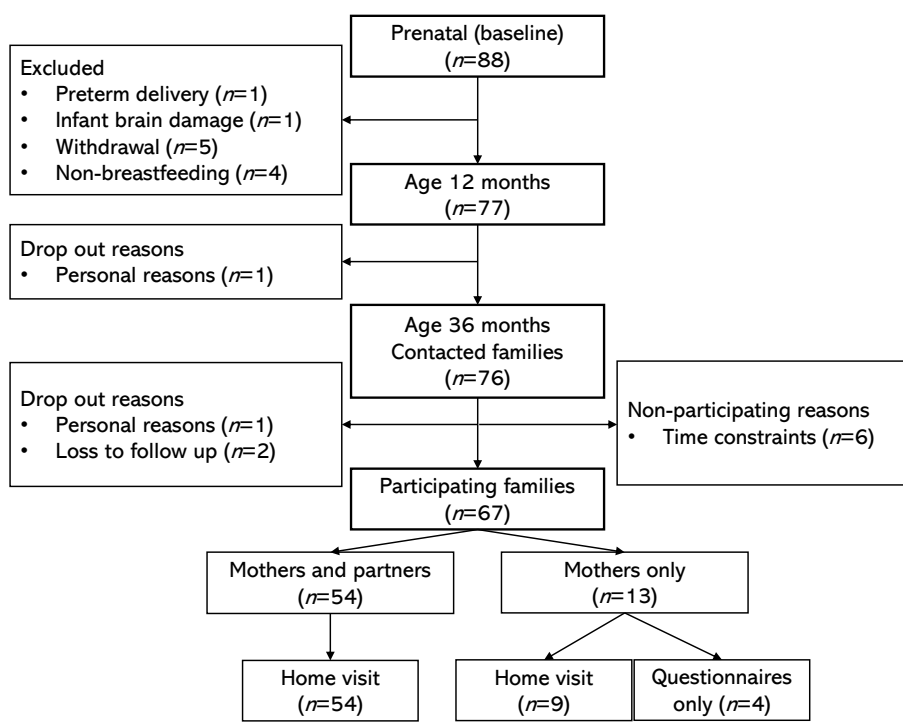 Prenatal (baseline)
(n=88)
Excluded
• Preterm delivery (n=1)
• Infant brain damage (n=1)
• Withdrawal (n=5)
• Non-breastfeeding (n=4)
Age 12 months
(n=77)
Drop out reasons
• Personal reasons (n=1)
Age 36 months
Contacted families
(n=76)
Drop out reasons
• Personal reasons (n=1)
• Loss to follow up (n=2)
Non-participating reasons
• Time constraints (n=6)
Participating families
(n=67)
Mothers and partners
(n=54)
Mothers only
(n=13)
Home visit
(n=54)
Home visit
(n=9)
Questionnaires
only (n=4)